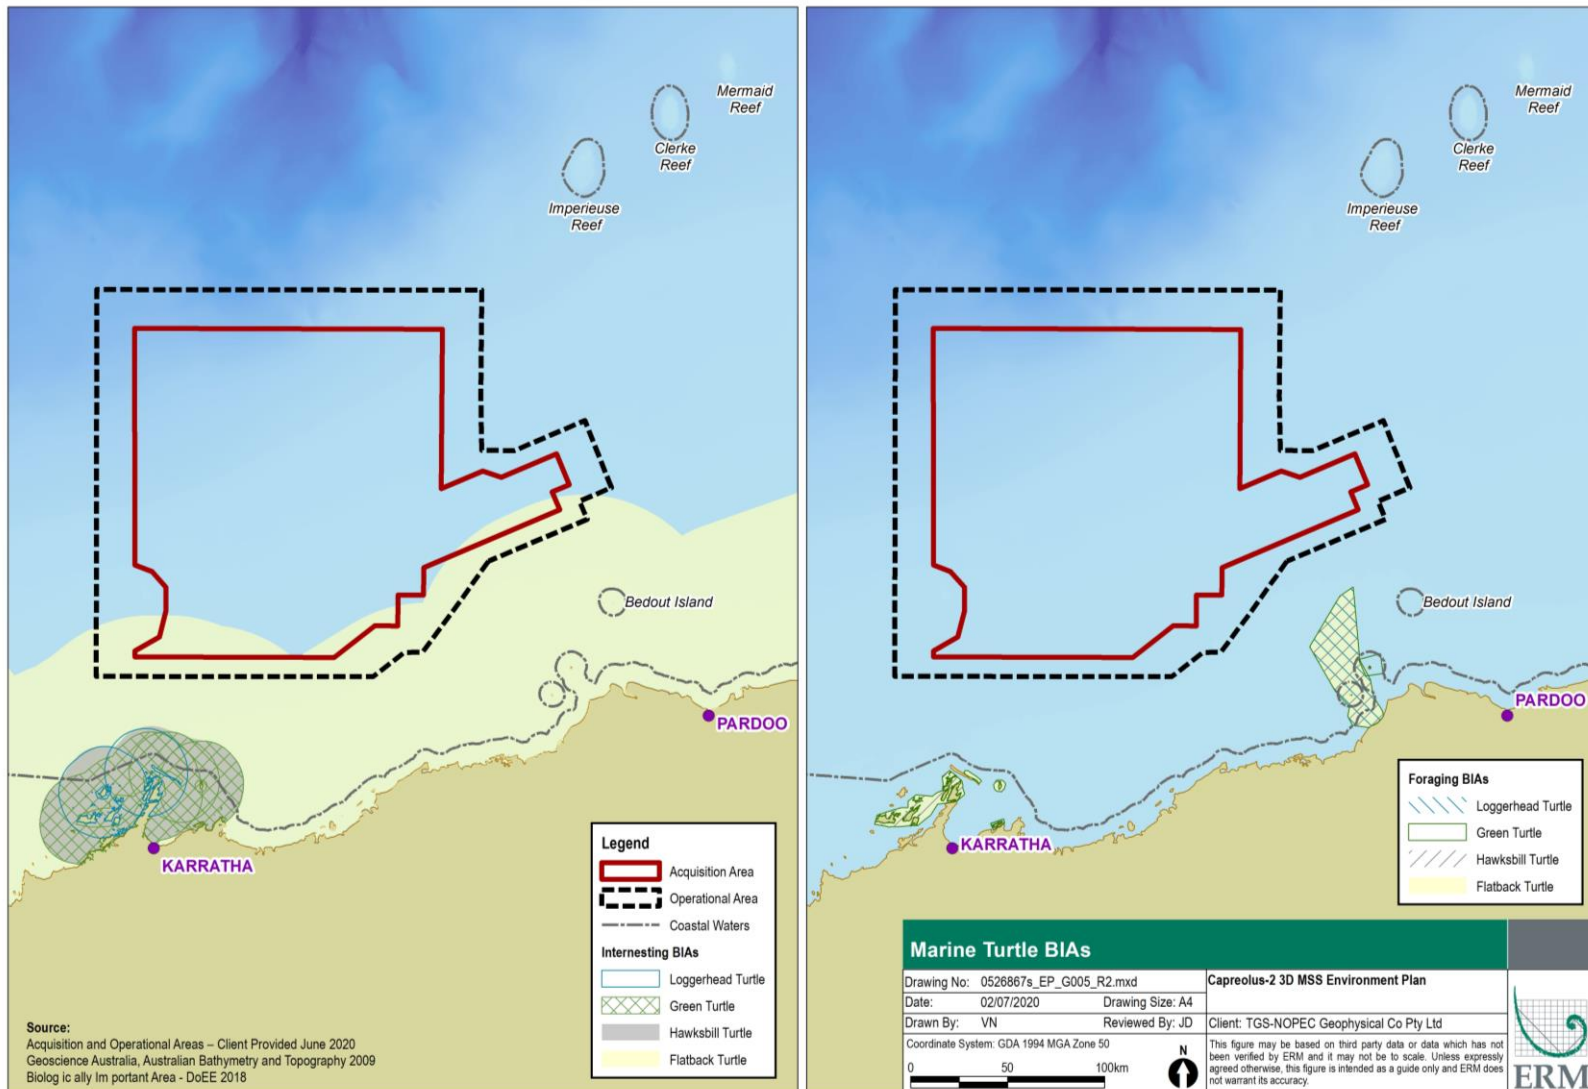 Mermaid
Reef
Clerke
Reef
Imperieuse
Reef
Bedout Island
PARDOO
KARRATHA
Legend
Acquisition Area
Operational Area
Coastal Waters
Internesting BIAs
Loggerhead Turtle
Green Turtle
Hawksbill Turtle
Flatback Turtle
Source:
Acquisition and Operational Areas – Client Provided June 2020
Geoscience Australia, Australian Bathymetry and Topography 2009
Biolog ic ally Im portant Area - DoEE 2018
Mermaid
Reef
Clerke
Reef
Imperieuse
Reef
Bedout Island
PARDOO
KARRATHA
Foraging BIAs
Loggerhead Turtle
Green Turtle
Hawksbill Turtle
Flatback Turtle
Marine Turtle BIAs
Drawing No: 0526867s_EP_G005_R2.mxd
Capreolus-2 3D MSS Environment Plan
Date: 02/07/2020 Drawing Size: A4
Drawn By: VN Reviewed By: JD
Client: TGS-NOPEC Geophysical Co Pty Ltd
Coordinate System: GDA 1994 MGA Zone 50
0 50 100km
N
This figure may be based on third party data or data which has not
been verified by ERM and it may not be to scale. Unless expressly
agreed otherwise, this figure is intended as a guide only and ERM does
not warrant its accuracy.
ERM